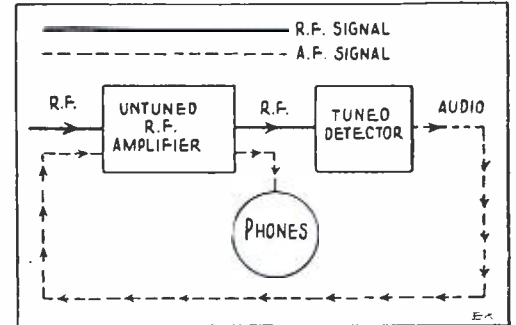 R.F. SIGNAL
A.F. SIGNAL
R.F.
UNTUNED
R.F.
AMPLIFIER
R.F.
TUNED
DETECTOR
AUDIO
PHONES